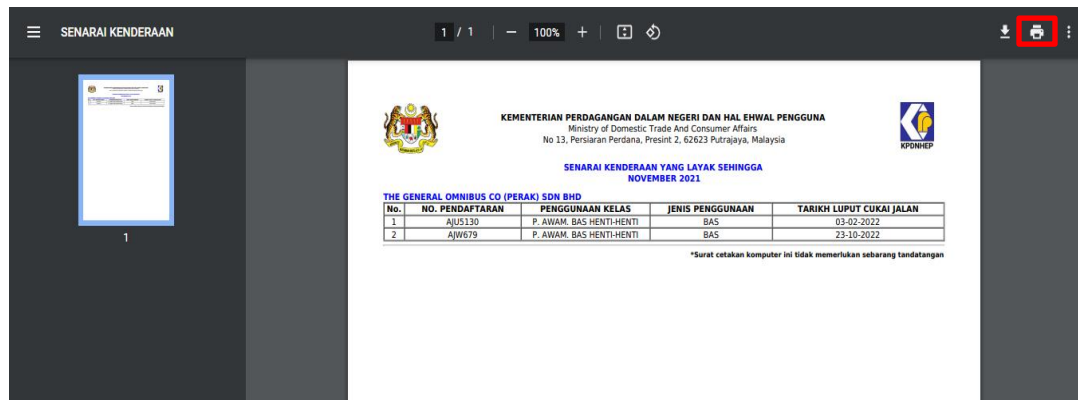 SENARAI KENDERAAN
1 / 1
100%
1
KEMENTERIAN PERDAGANGAN DALAM NEGERI DAN HAL EHWAL PENGGUNA
Ministry of Domestic Trade And Consumer Affairs
No 13, Persiaran Perdana, Presint 2, 62623 Putrajaya, Malaysia
KPDNHEP
SENARAI KENDERAAN YANG LAYAK SEHINGGA
NOVEMBER 2021
THE GENERAL OMNIBUS CO (PERAK) SDN BHD
No. NO. PENDAFTARAN PENGGUNAAN KELAS JENIS PENGGUNAAN TARIKH LUPUT CUKAI JALAN
1 AJU5130 P. AWAM. BAS HENTI-HENTI BAS 03-02-2022
2 AJW679 P. AWAM. BAS HENTI-HENTI BAS 23-10-2022
*Surat cetakan komputer ini tidak memerlukan sebarang tandatangan